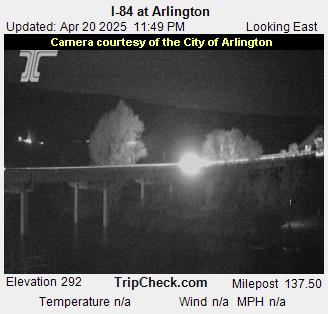 I-84 at Arlington
Updated: Apr 20 2025 11:49 PM Looking East
Camera courtesy of the City of Arlington
Elevation 292 TripCheck.com Milepost 137.50
Temperature n/a Wind n/a MPH n/a